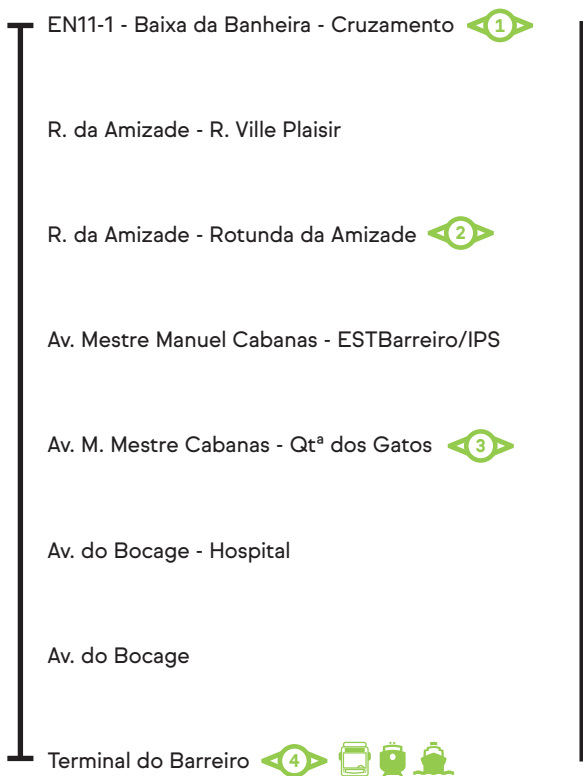 EN11-1 - Baixa da Banheira - Cruzamento 1
R. da Amizade - R. Ville Plaisir
R. da Amizade - Rotunda da Amizade 2
Av. Mestre Manuel Cabanas - ESTBarreiro/IPS
Av. M. Mestre Cabanas - Qtª dos Gatos 3
Av. do Bocage - Hospital
Av. do Bocage
Terminal do Barreiro 4